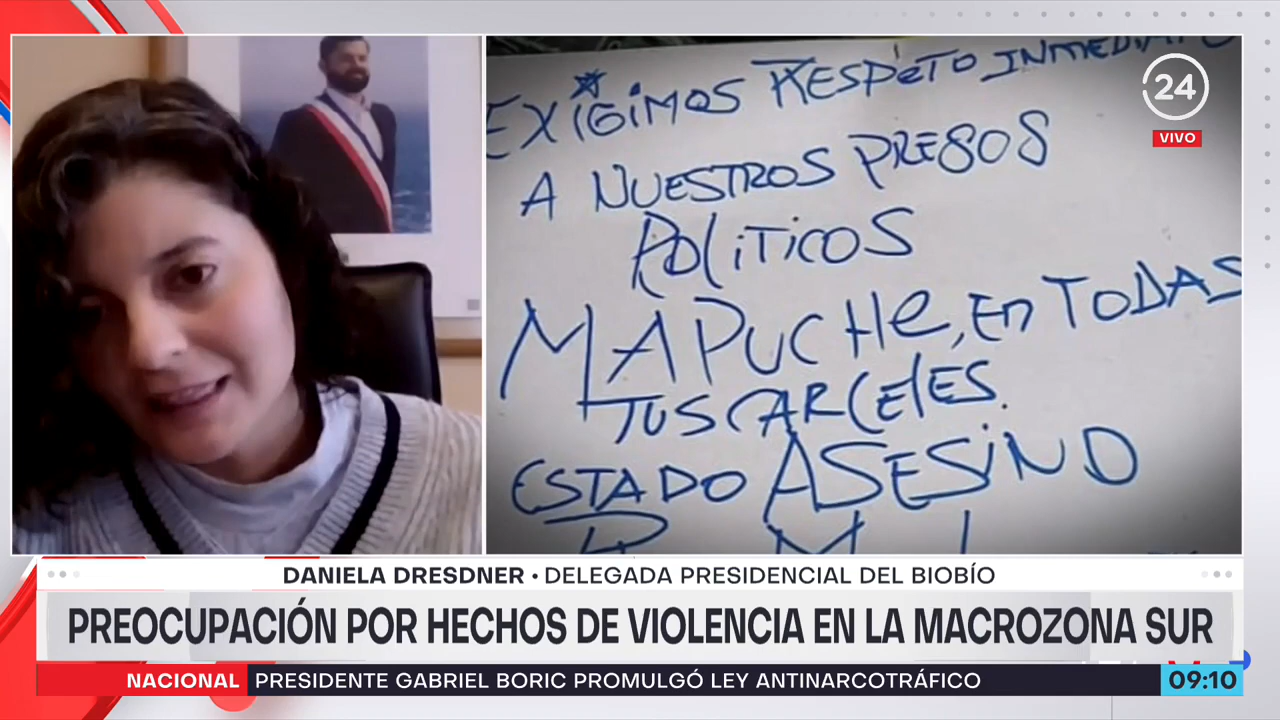 EXIGIMOS RESPETO INMEDIATO
A NUESTROS PRESOS
POLITICOS
MAPUCHE, EN TODAS
TUS CARCELES.
ESTADO ASESINO
24
VIVO
DANIELA DRESDNER • DELEGADA PRESIDENCIAL DEL BIOBÍO
PREOCUPACIÓN POR HECHOS DE VIOLENCIA EN LA MACROZONA SUR
NACIONAL PRESIDENTE GABRIEL BORIC PROMULGÓ LEY ANTINARCOTRÁFICO 09:10